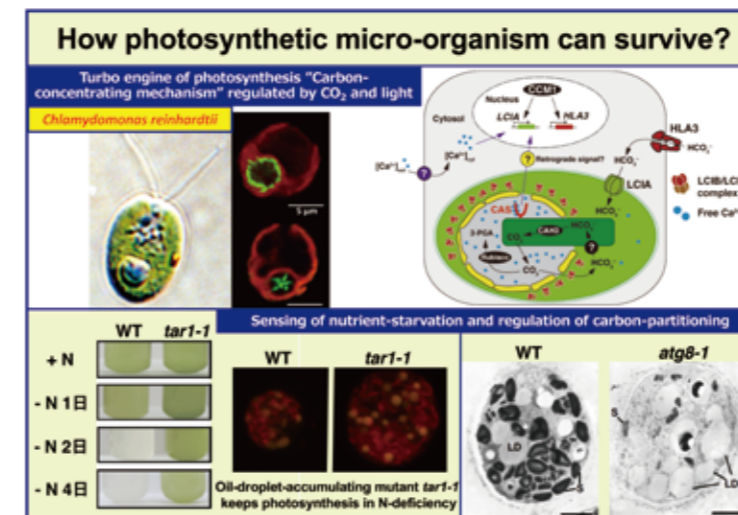 How photosynthetic micro-organism can survive?
Turbo engine of photosynthesis "Carbon-
concentrating mechanism" regulated by CO₂ and light
Chlamydomonas reinhardtii
5 μm
Nucleus
CCM1
LCIA
HLA3
Cytosol
[Ca²⁺]
?
[Ca²⁺]
? Retrograde signal?
HLA3
HCO₃⁻
HCO₃⁻
LCIA
HCO₃⁻
LCIB/LCI
complex
Free Ca²
CAS
3-PGA
CO₂
CAH3
HCO₃⁻
?
Rubisco
CO₂
HCO₃⁻
Sensing of nutrient-starvation and regulation of carbon-partitioning
WT tar1-1
+ N
- N 1日
- N 2日
- N 4日
WT tar1-1
Oil-droplet-accumulating mutant tar1-1
keeps photosynthesis in N-deficiency
WT atg8-1
LD
S
S
LD